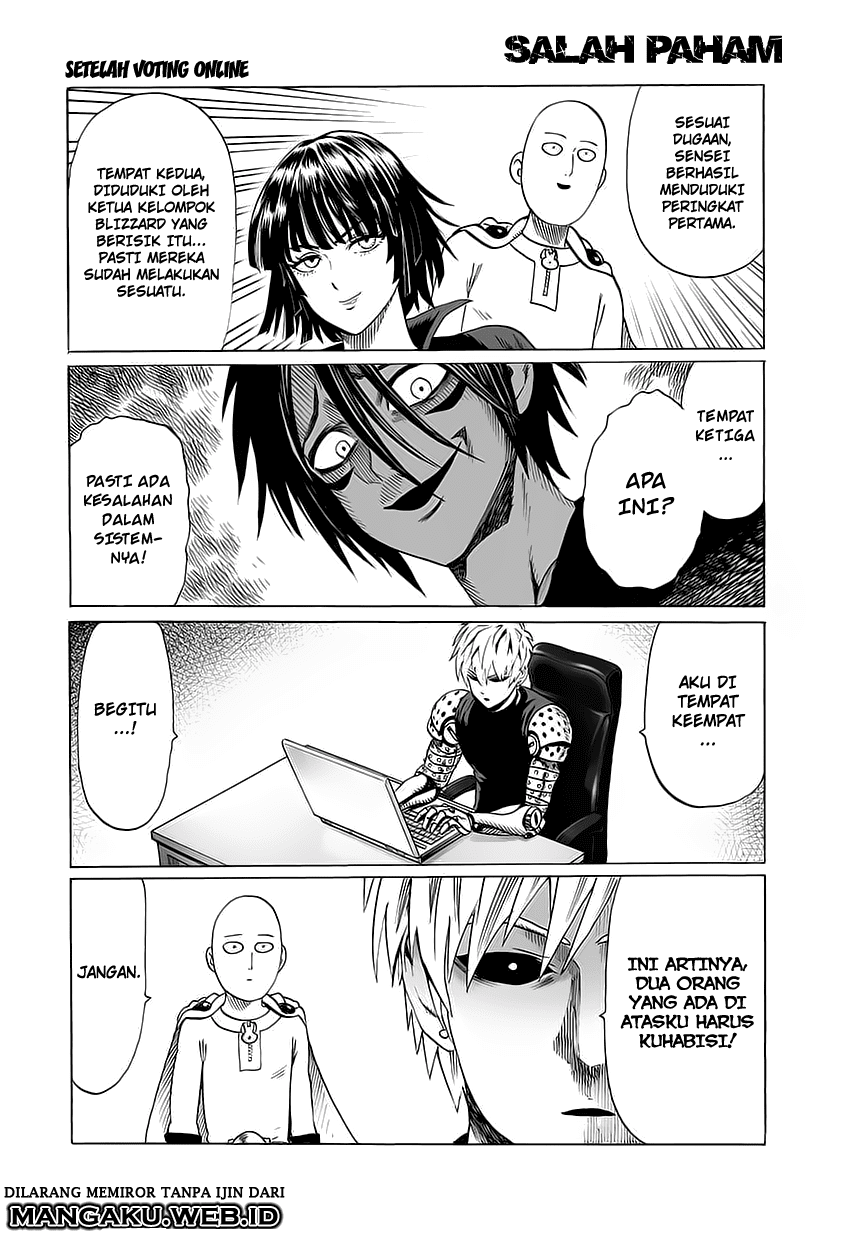 SALAH PAHAM
SETELAH VOTING ONLINE
SESUAI
DUGAAN,
SENSEI
BERHASIL
MENDUDUKI
PERINGKAT
PERTAMA.
TEMPAT KEDUA,
DIDUDUKI OLEH
KETUA KELOMPOK
BLIZZARD YANG
BERISIK ITU...
PASTI MEREKA
SUDAH MELAKUKAN
SESUATU.
TEMPAT
KETIGA
...
APA
INI?
PASTI ADA
KESALAHAN
DALAM
SISTEM-
NYA!
AKU DI
TEMPAT
KEEMPAT
...
BEGITU
...!
INI ARTINYA,
DUA ORANG
YANG ADA DI
ATASKU HARUS
KUHABISI!
JANGAN.
DILARANG MEMIROR TANPA IJIN DARI
MANGAKU.WEB.ID